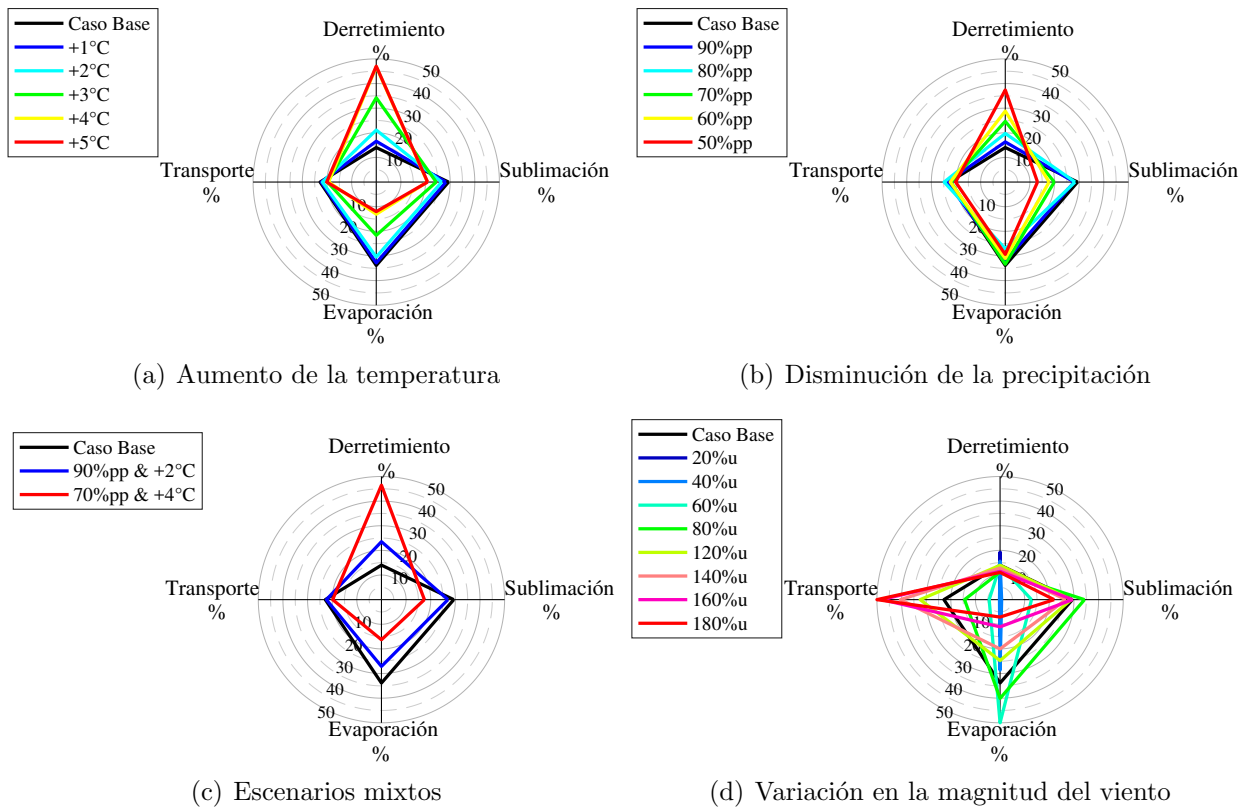 Caso Base
+1°C
+2°C
+3°C
+4°C
+5°C
Derretimiento
%
50
40
30
20
10
Transporte
%
Sublimación
%
10
20
30
40
50
Evaporación
%
(a) Aumento de la temperatura
Caso Base
90%pp
80%pp
70%pp
60%pp
50%pp
Derretimiento
%
50
40
30
20
10
Transporte
%
Sublimación
%
10
20
30
40
50
Evaporación
%
(b) Disminución de la precipitación
Caso Base
90%pp & +2°C
70%pp & +4°C
Derretimiento
%
50
40
30
20
10
Transporte
%
Sublimación
%
10
20
30
40
50
Evaporación
%
(c) Escenarios mixtos
Caso Base
20%u
40%u
60%u
80%u
120%u
140%u
160%u
180%u
Derretimiento
%
50
40
30
20
10
Transporte
%
Sublimación
%
10
20
30
40
50
Evaporación
%
(d) Variación en la magnitud del viento